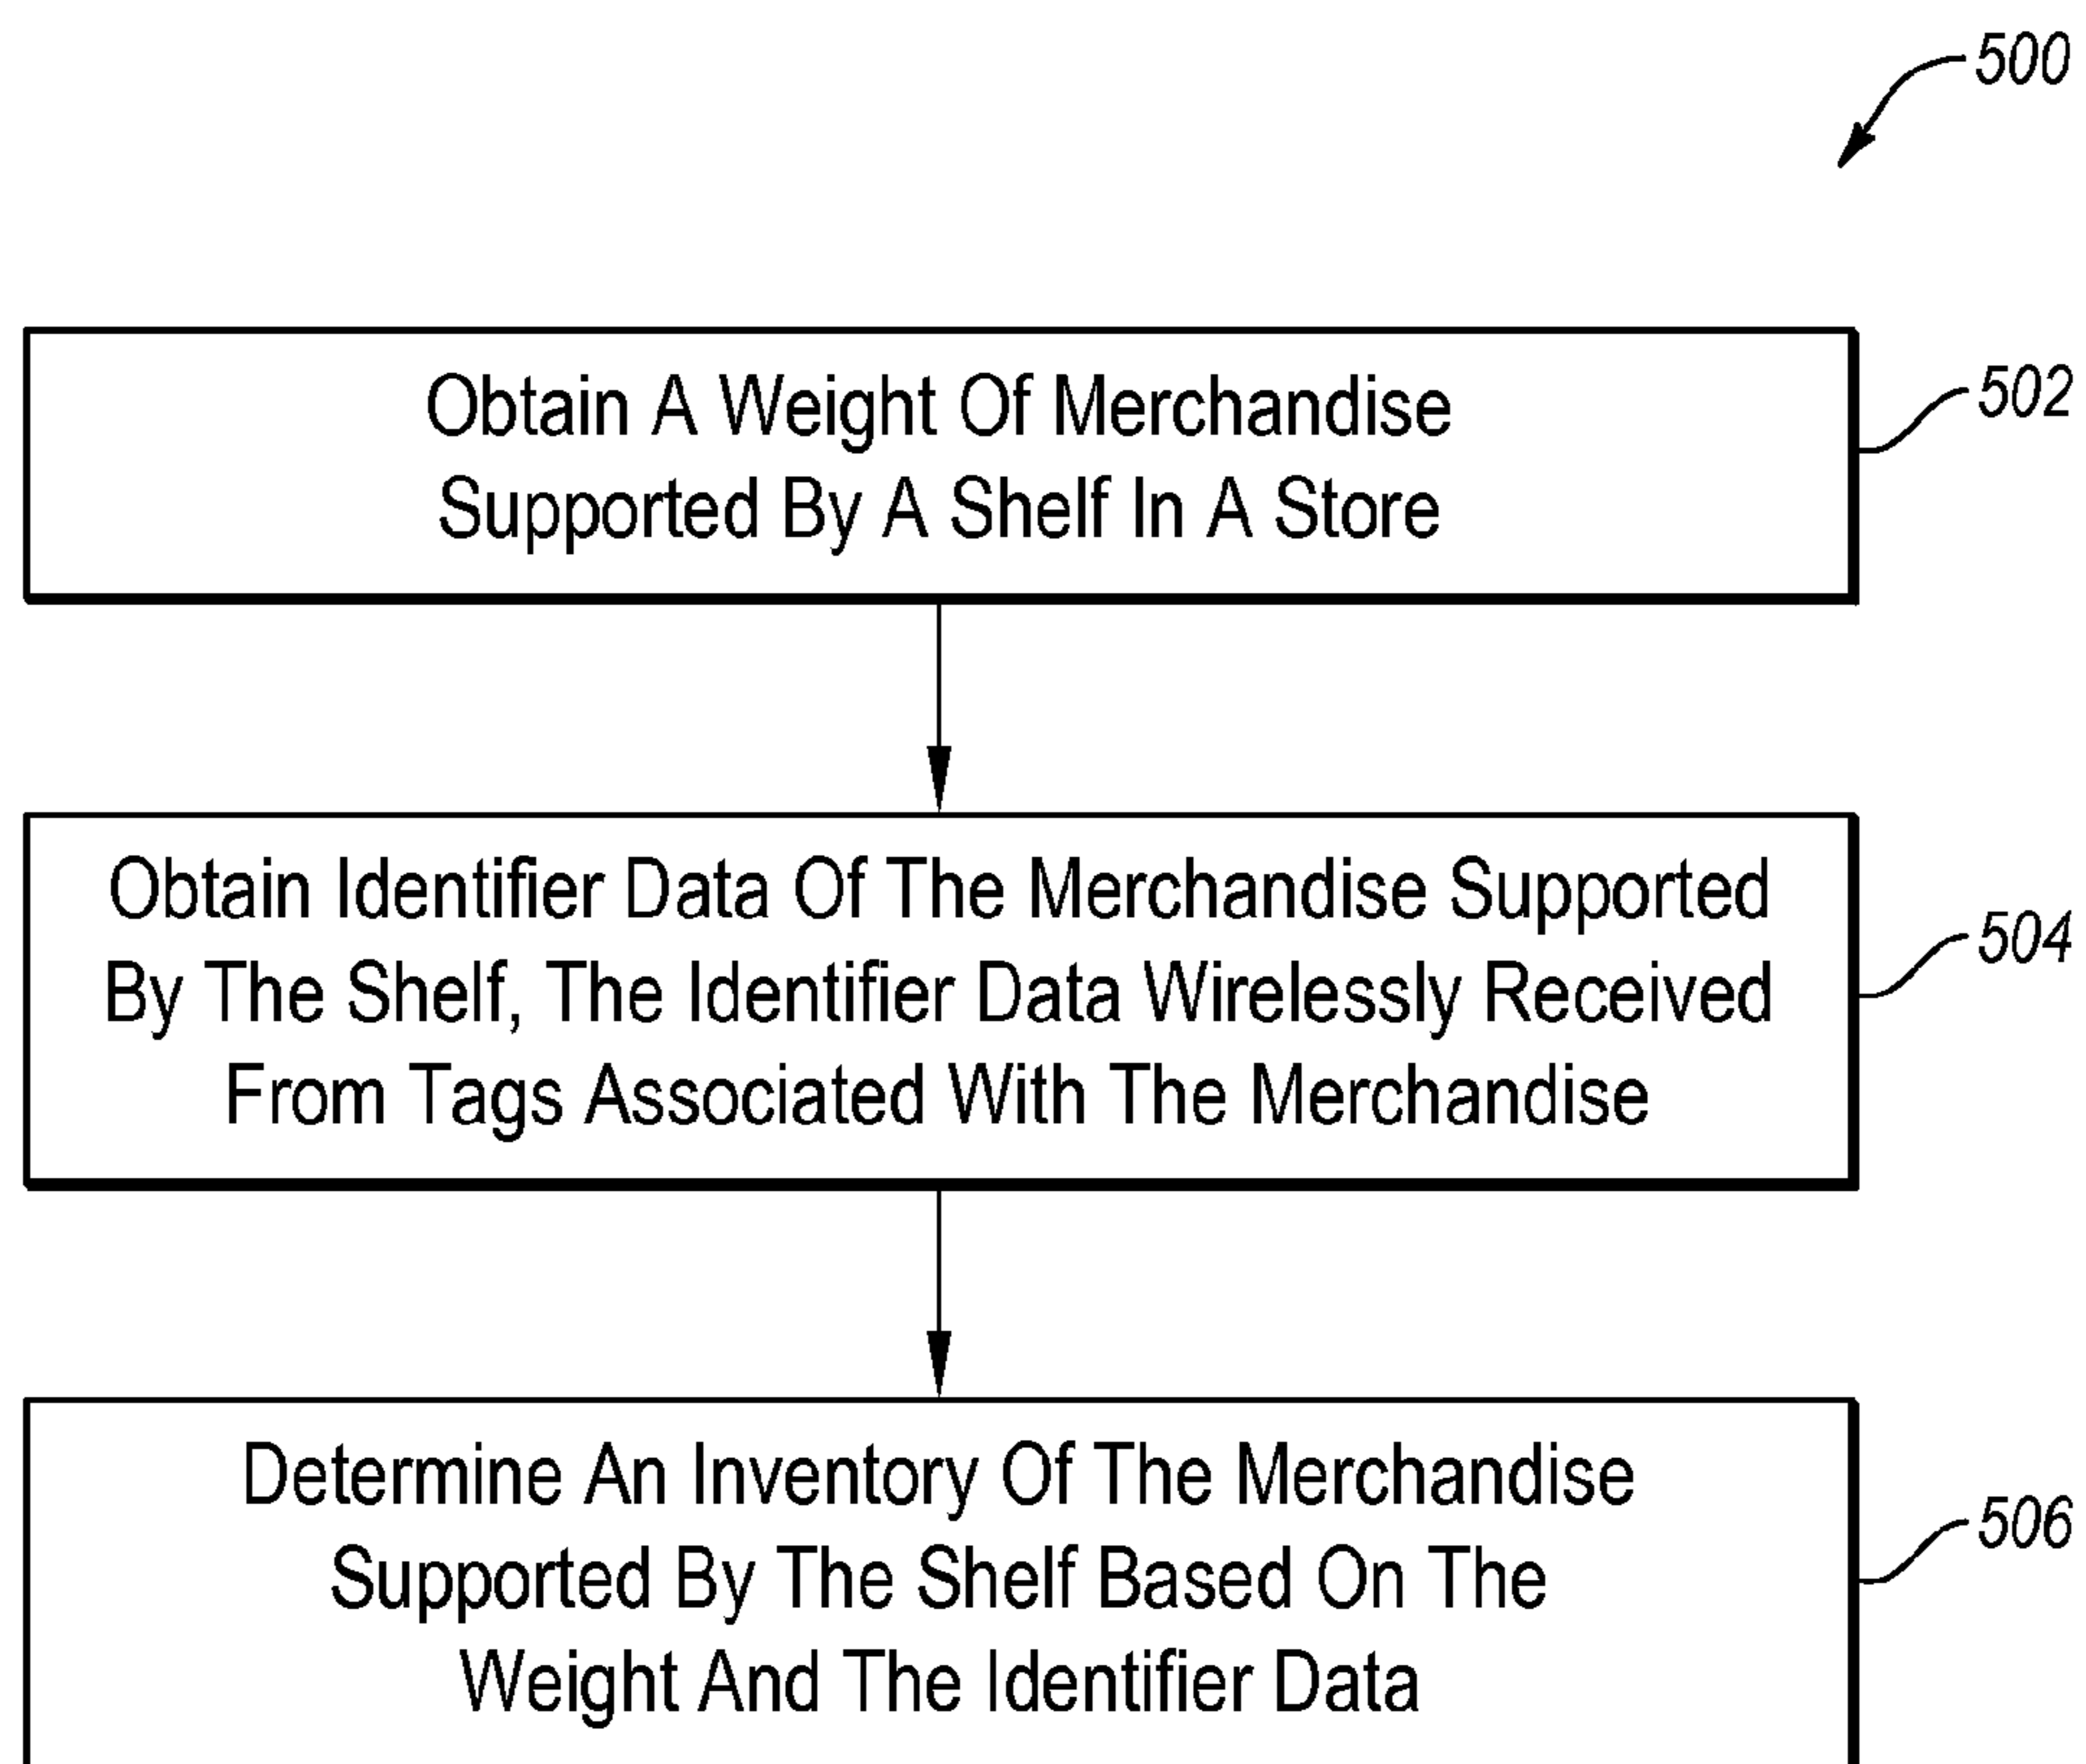 500
Obtain A Weight Of Merchandise
Supported By A Shelf In A Store
502
Obtain Identifier Data Of The Merchandise Supported
By The Shelf, The Identifier Data Wirelessly Received
From Tags Associated With The Merchandise
504
Determine An Inventory Of The Merchandise
Supported By The Shelf Based On The
Weight And The Identifier Data
506